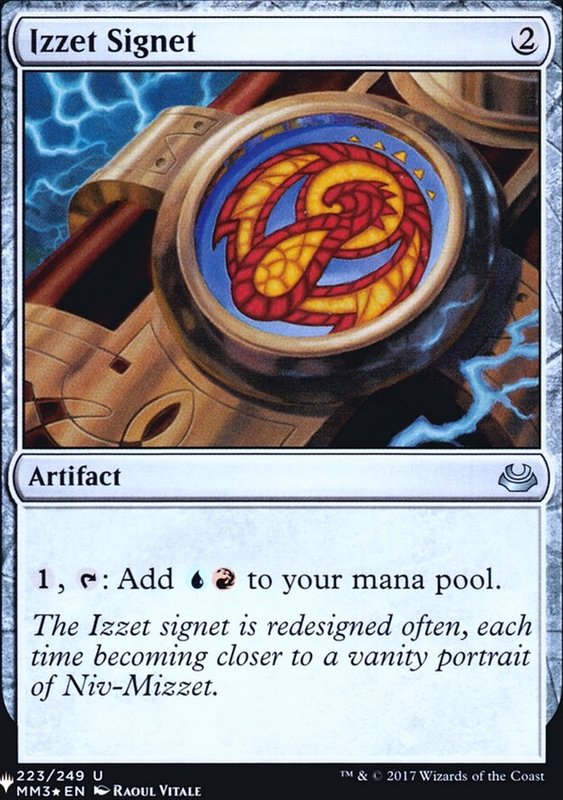 Izzet Signet 2
Artifact
1, : Add to your mana pool.
The Izzet signet is redesigned often, each
time becoming closer to a vanity portrait
of Niv-Mizzet.
223/249 U
MM3★EN Raoul Vitale
™ & © 2017 Wizards of the Coast